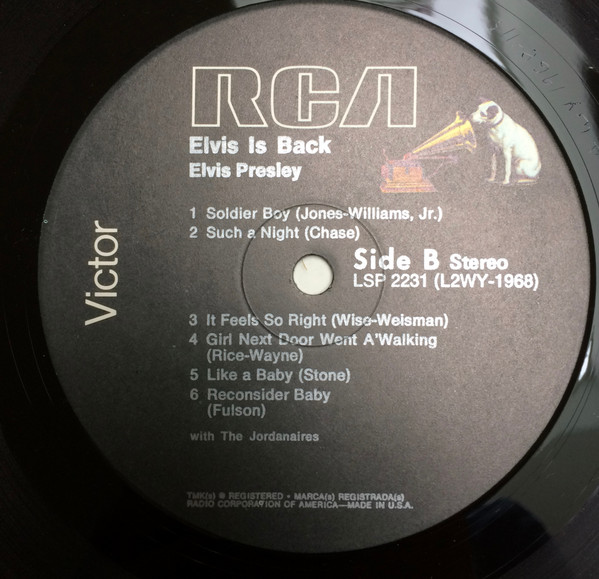 RCA
Elvis Is Back
Elvis Presley
1 Soldier Boy (Jones-Williams, Jr.)
2 Such a Night (Chase)
Side B Stereo
LSP 2231 (L2WY-1968)
Victor
3 It Feels So Right (Wise-Weisman)
4 Girl Next Door Went A'Walking
(Rice-Wayne)
5 Like a Baby (Stone)
6 Reconsider Baby
(Fulson)
with The Jordanaires
TMK(s) ® REGISTERED • MARCA(s) REGISTRADA(s)
RADIO CORPORATION OF AMERICA—MADE IN U.S.A.